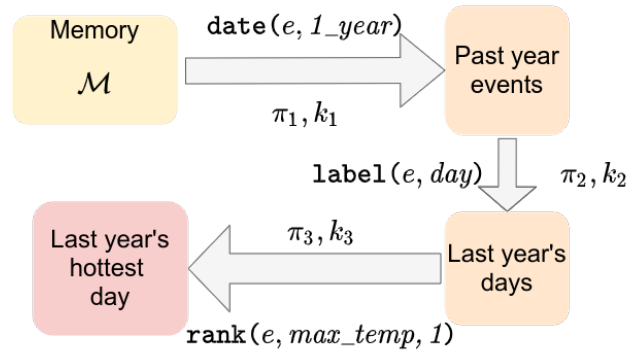 Memory
ℳ
date(e, 1_year)
π₁, k₁
Past year
events
label(e, day)
π₂, k₂
Last year's
days
π₃, k₃
rank(e, max_temp, 1)
Last year's
hottest
day